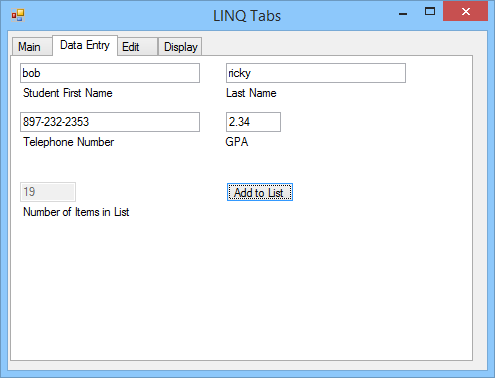 LINQ Tabs
Main Data Entry Edit Display
bob ricky
Student First Name Last Name
897-232-2353 2.34
Telephone Number GPA
19 Add to List
Number of Items in List